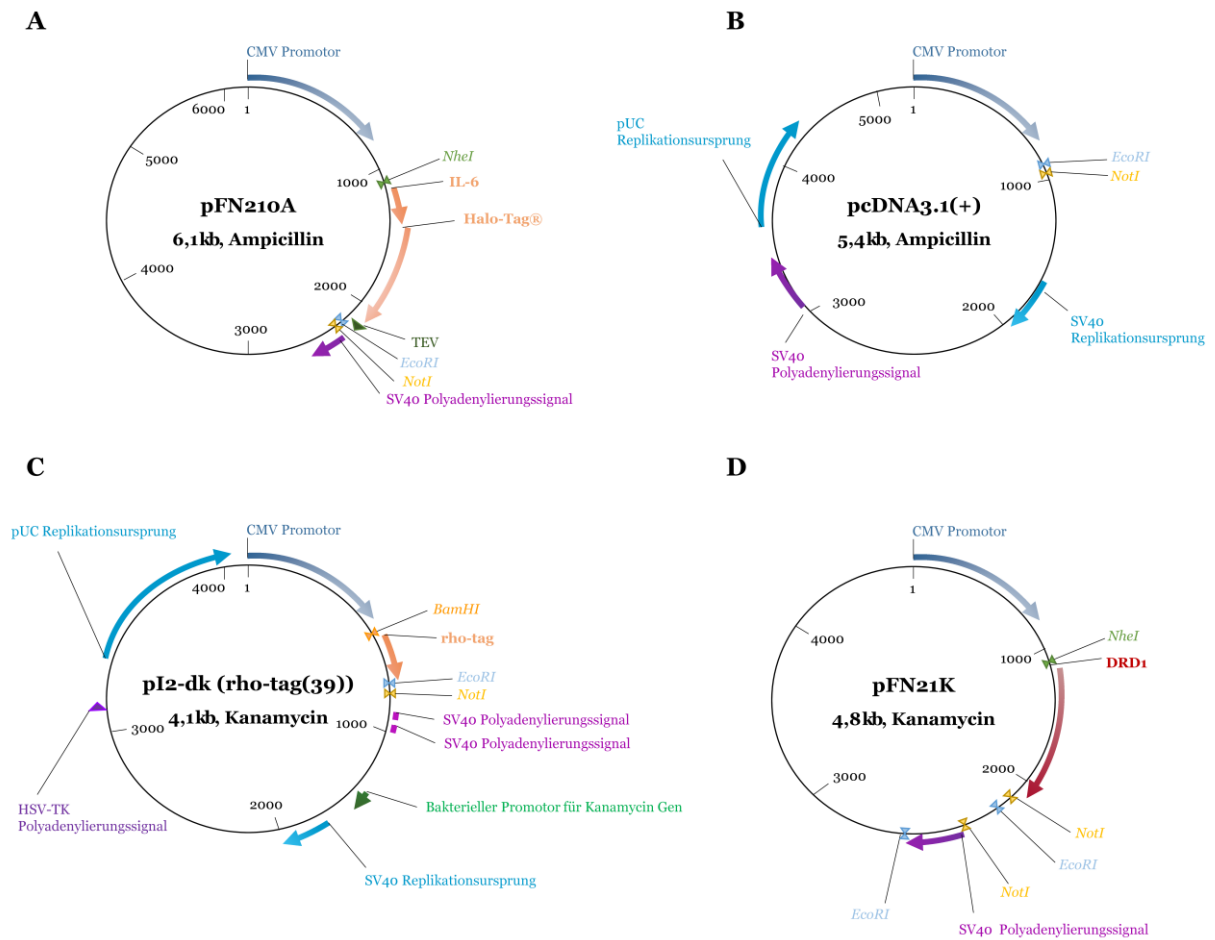 A
CMV Promotor
6000
1
5000
1000
NheI
IL-6
pFN210A
6,1kb, Ampicillin
Halo-Tag®
4000
2000
3000
TEV
EcoRI
NotI
SV40 Polyadenylierungssignal
B
CMV Promotor
5000
1
pUC
Replikationsursprung
4000
EcoRI
NotI
1000
pcDNA3.1(+)
5,4kb, Ampicillin
3000
2000
SV40
Replikationsursprung
SV40
Polyadenylierungssignal
C
CMV Promotor
pUC Replikationsursprung
4000
1
BamHI
rho-tag
EcoRI
NotI
pI2-dk (rho-tag(39))
4,1kb, Kanamycin
SV40 Polyadenylierungssignal
SV40 Polyadenylierungssignal
1000
3000
HSV-TK
Polyadenylierungssignal
Bakterieller Promotor für Kanamycin Gen
2000
SV40 Replikationsursprung
D
CMV Promotor
1
4000
1000
NheI
DRD1
pFN21K
4,8kb, Kanamycin
3000
2000
NotI
EcoRI
NotI
EcoRI
SV40 Polyadenylierungssignal